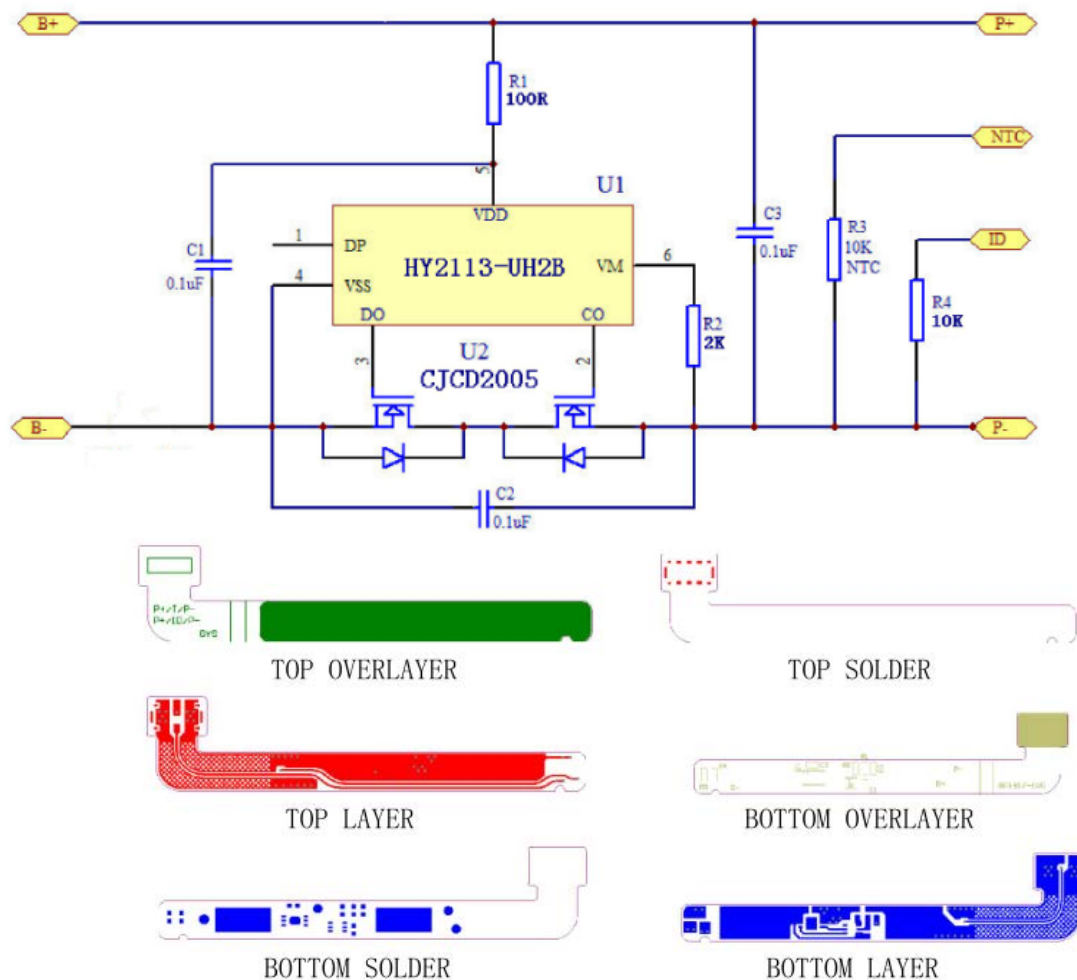 B+
P+
R1
100R
NTC
5
U1
VDD
C3
0.1uF
R3
10K
NTC
ID
C1
0.1uF
1
DP
HY2113-UH2B
VM
6
4
VSS
R4
10K
DO
CO
R2
2K
3
U2
2
CJCD2005
B-
P-
C2
0.1uF
P+/T/P-
P+/ID/P-
TOP OVERLAYER
TOP SOLDER
TOP LAYER
BOTTOM OVERLAYER
BOTTOM SOLDER
BOTTOM LAYER